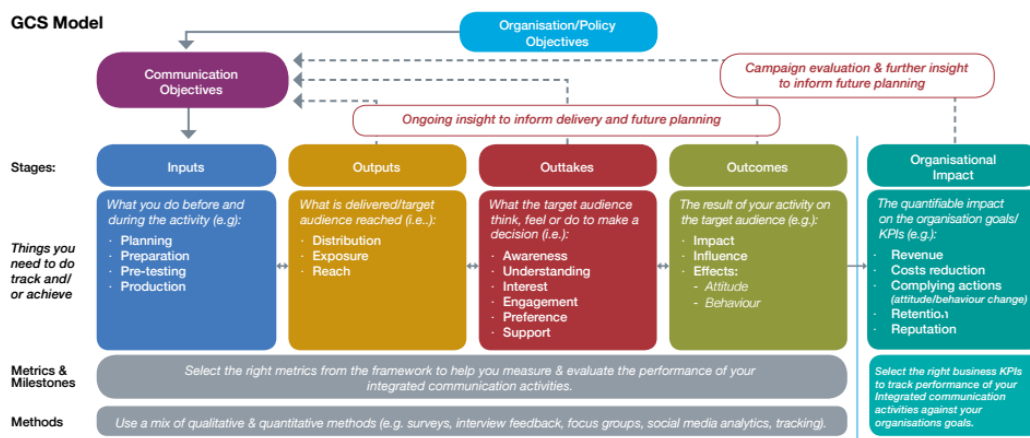 GCS Model
Organisation/Policy
Objectives
Communication
Objectives
Campaign evaluation & further insight
to inform future planning
Ongoing insight to inform delivery and future planning
Stages:
Inputs
Outputs
Outtakes
Outcomes
Organisational
Impact
Things you
need to do
track and/
or achieve
What you do before and
during the activity (e.g):
· Planning
· Preparation
· Pre-testing
· Production
What is delivered/target
audience reached (i.e..):
· Distribution
· Exposure
· Reach
What the target audience
think, feel or do to make a
decision (i.e.):
· Awareness
· Understanding
· Interest
· Engagement
· Preference
· Support
The result of your activity on
the target audience (e.g.):
· Impact
· Influence
· Effects:
- Attitude
- Behaviour
The quantifiable impact
on the organisation goals/
KPIs (e.g.):
· Revenue
· Costs reduction
· Complying actions
(attitude/behaviour change)
· Retention
· Reputation
Metrics &
Milestones
Select the right metrics from the framework to help you measure & evaluate the performance of your
integrated communication activities.
Select the right business KPIs
to track performance of your
Integrated communication
activities against your
organisations goals.
Methods
Use a mix of qualitative & quantitative methods (e.g. surveys, interview feedback, focus groups, social media analytics, tracking).